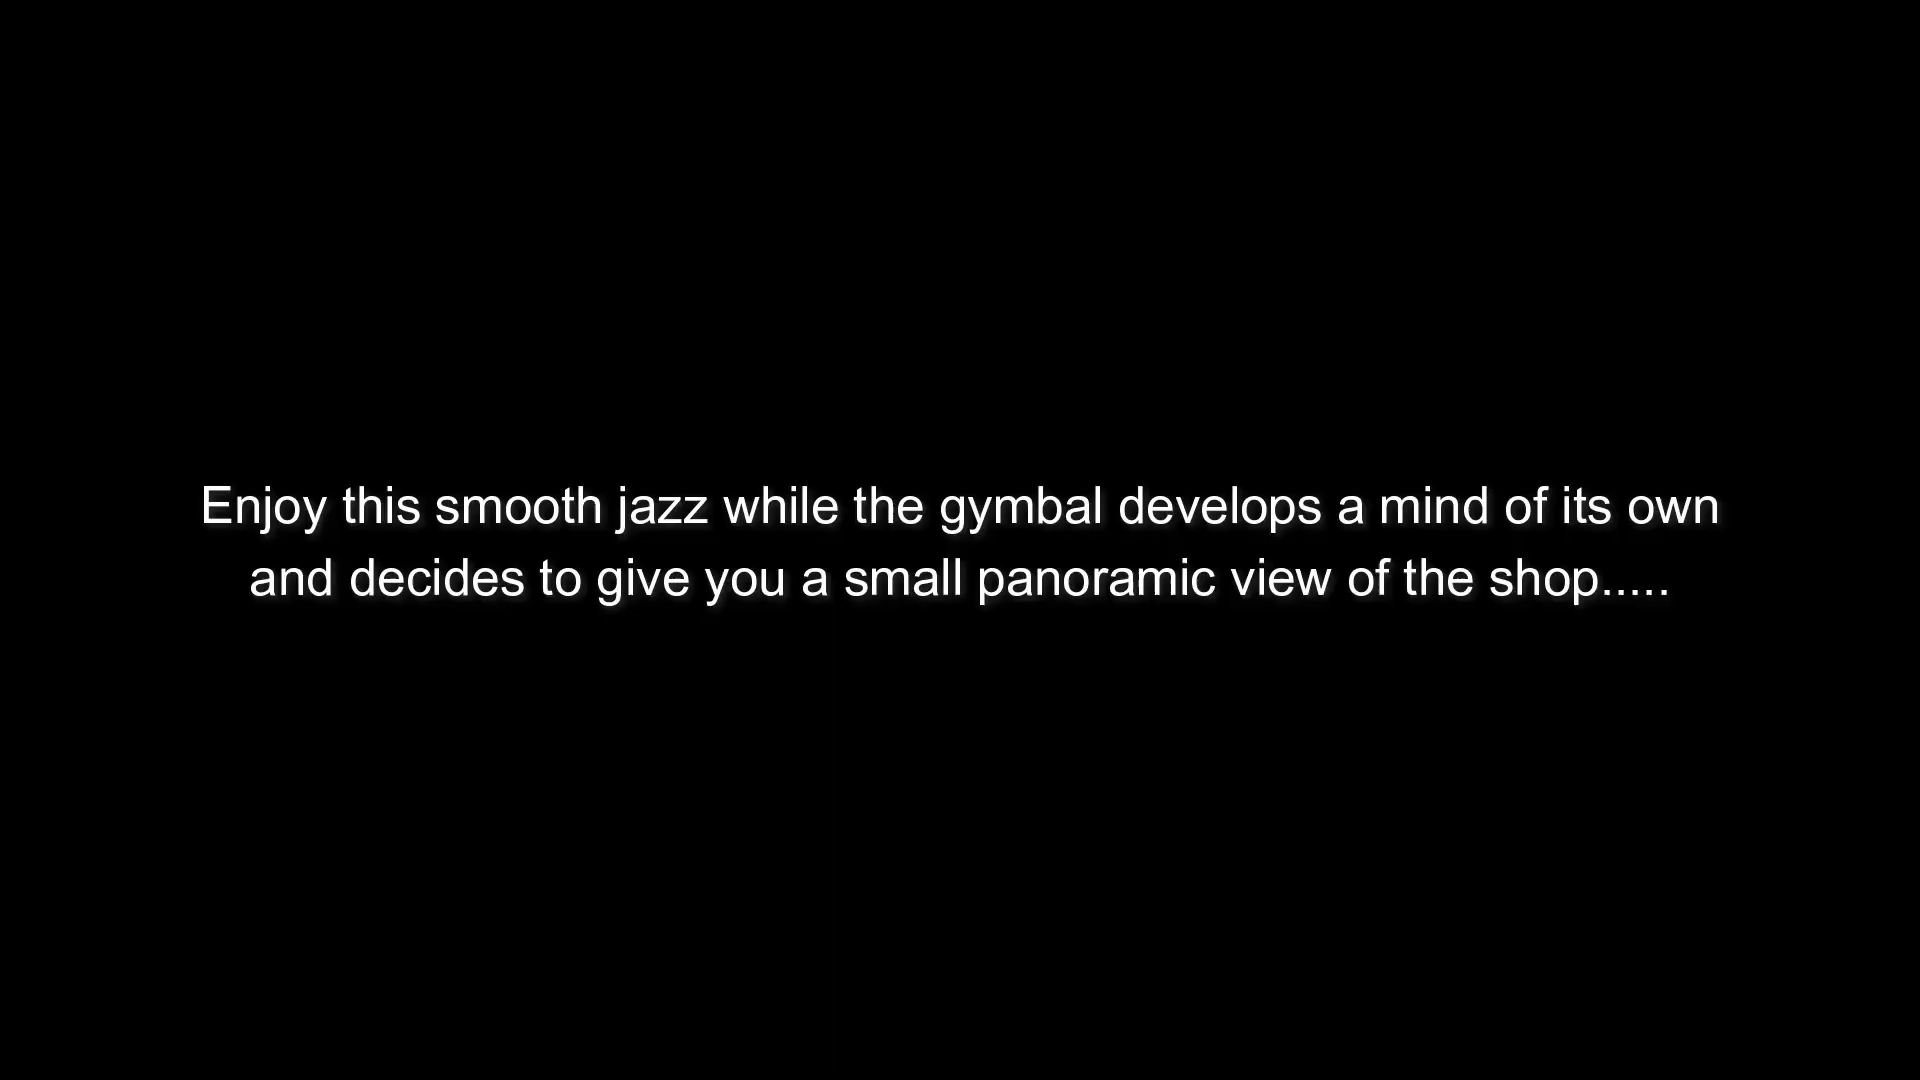 Enjoy this smooth jazz while the gymbal develops a mind of its own
and decides to give you a small panoramic view of the shop.....